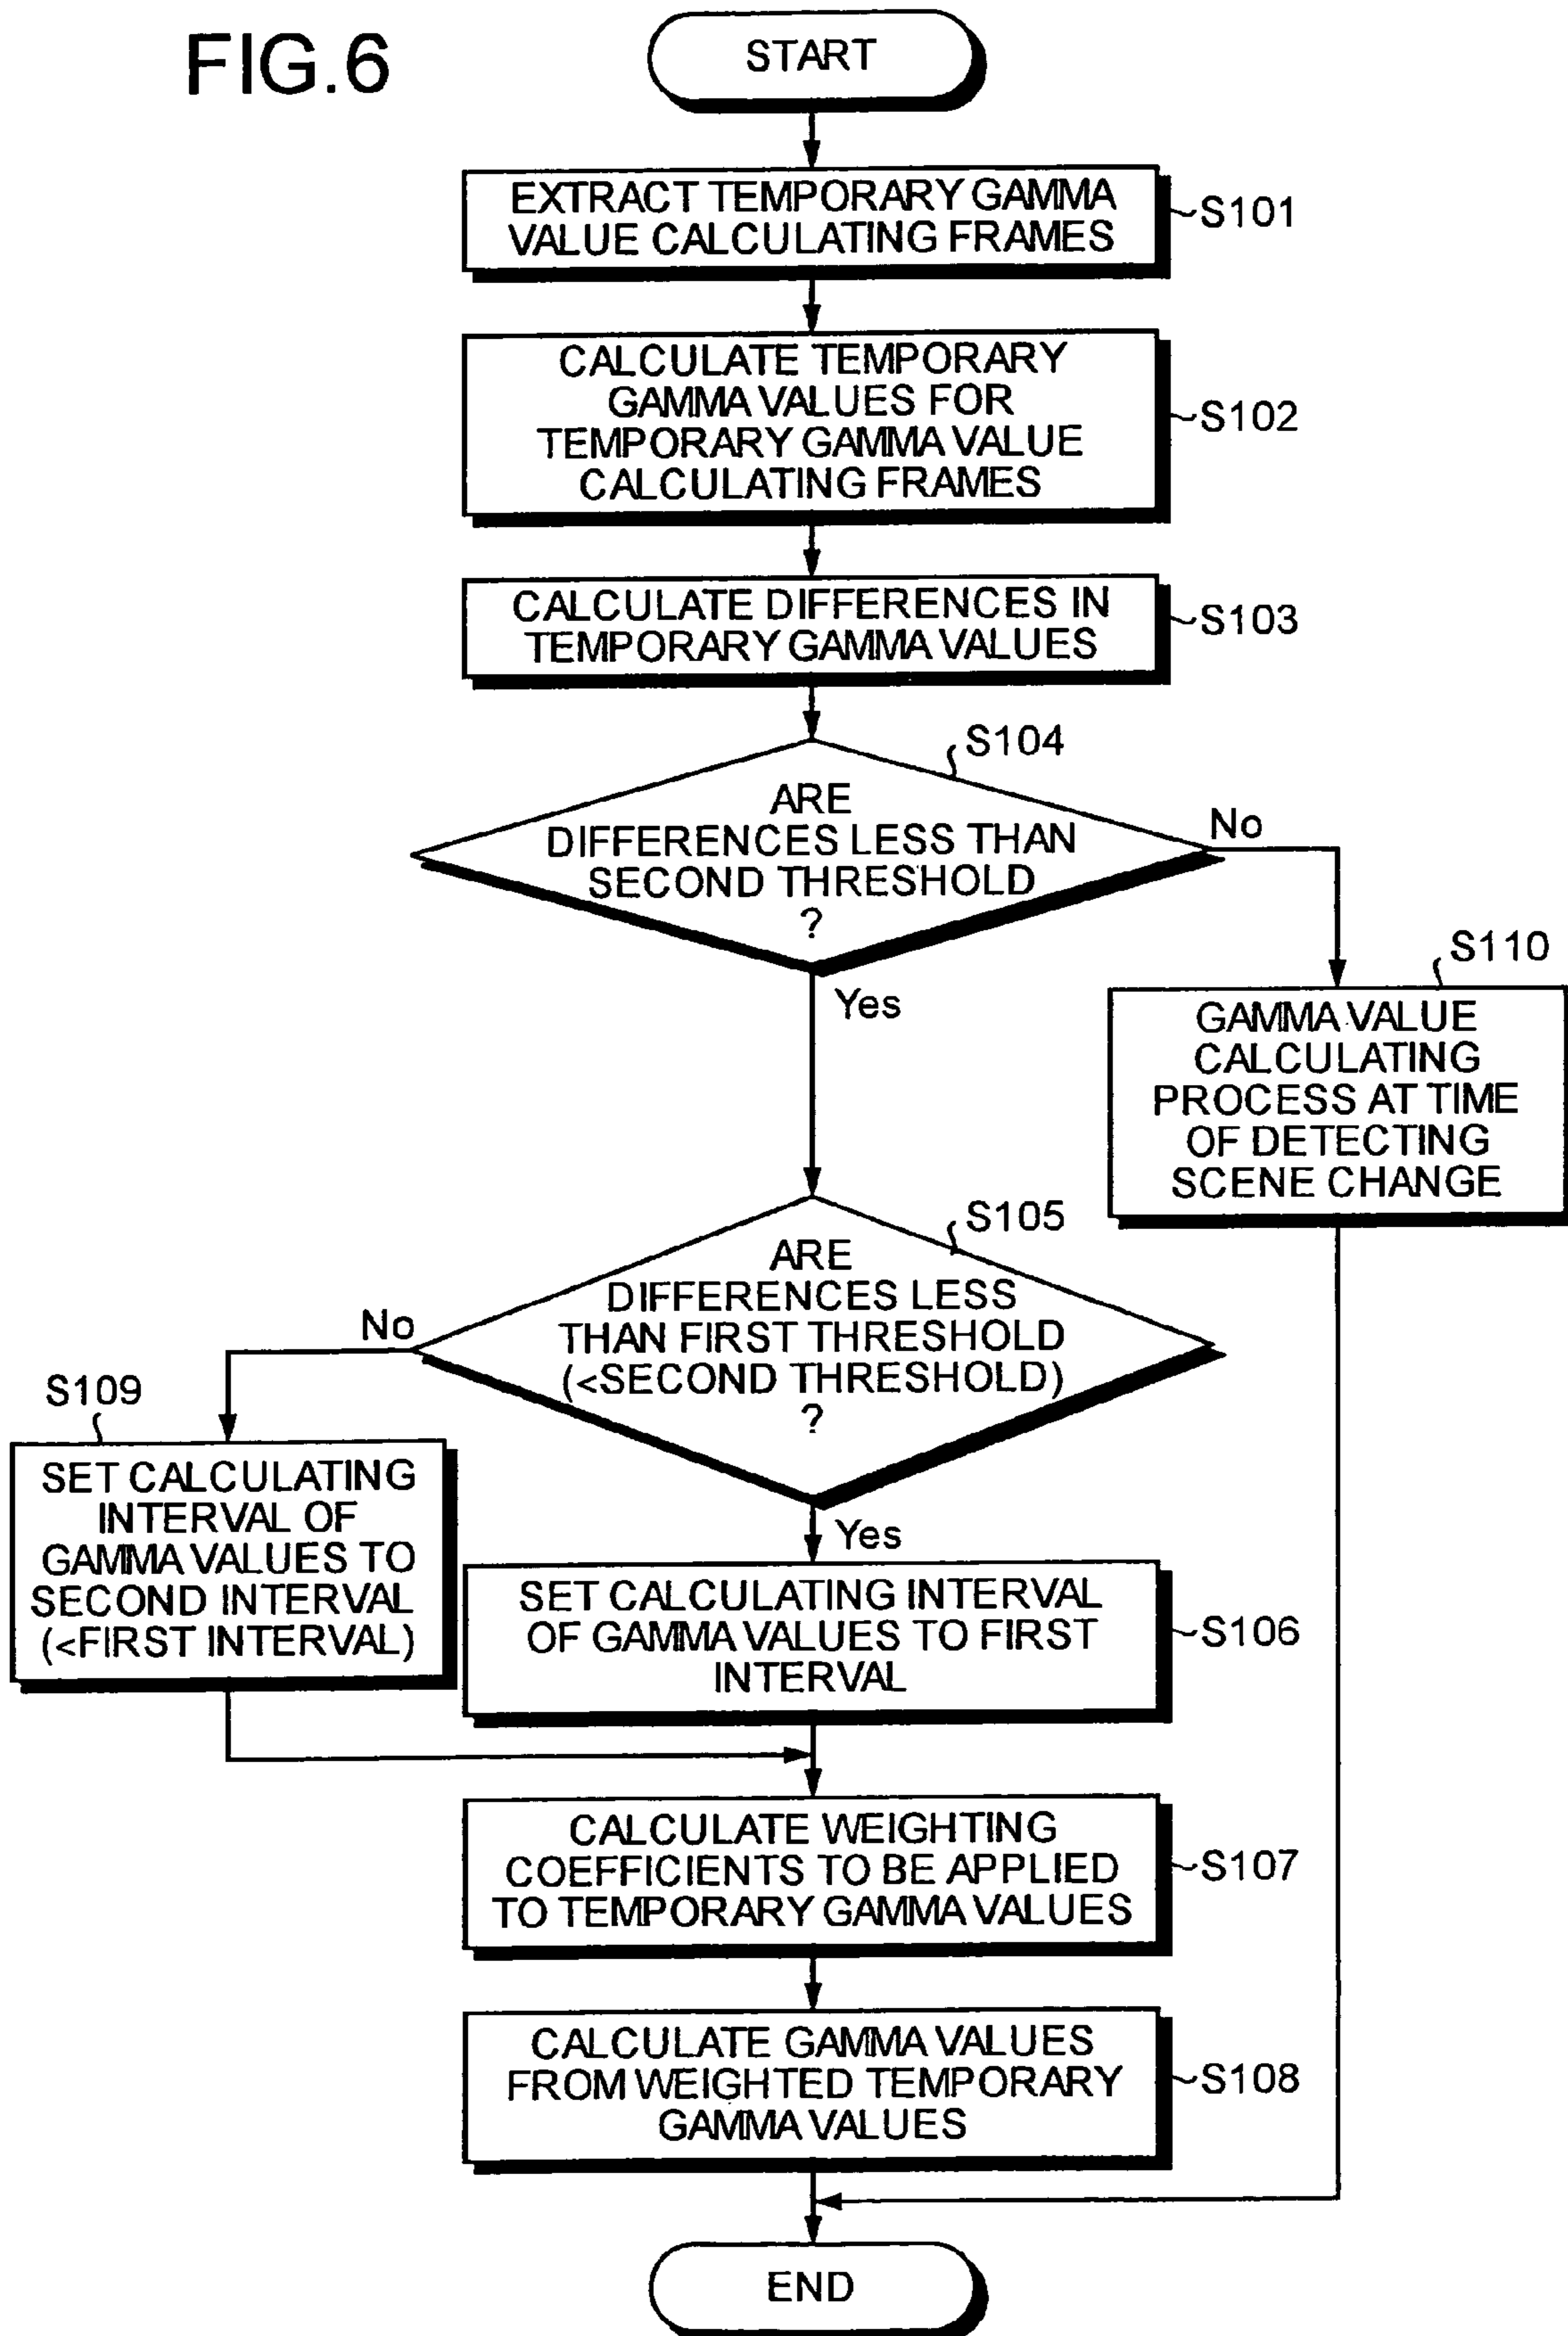 FIG.6
START
EXTRACT TEMPORARY GAMMA
VALUE CALCULATING FRAMES
S101
CALCULATE TEMPORARY
GAMMA VALUES FOR
TEMPORARY GAMMA VALUE
CALCULATING FRAMES
S102
CALCULATE DIFFERENCES IN
TEMPORARY GAMMA VALUES
S103
S104
ARE
DIFFERENCES LESS THAN
SECOND THRESHOLD
?
No
Yes
S110
GAMMA VALUE
CALCULATING
PROCESS AT TIME
OF DETECTING
SCENE CHANGE
S105
ARE
DIFFERENCES LESS
THAN FIRST THRESHOLD
(<SECOND THRESHOLD)
?
No
Yes
S109
SET CALCULATING
INTERVAL OF
GAMMA VALUES TO
SECOND INTERVAL
(<FIRST INTERVAL)
SET CALCULATING INTERVAL
OF GAMMA VALUES TO FIRST
INTERVAL
S106
CALCULATE WEIGHTING
COEFFICIENTS TO BE APPLIED
TO TEMPORARY GAMMA VALUES
S107
CALCULATE GAMMA VALUES
FROM WEIGHTED TEMPORARY
GAMMA VALUES
S108
END